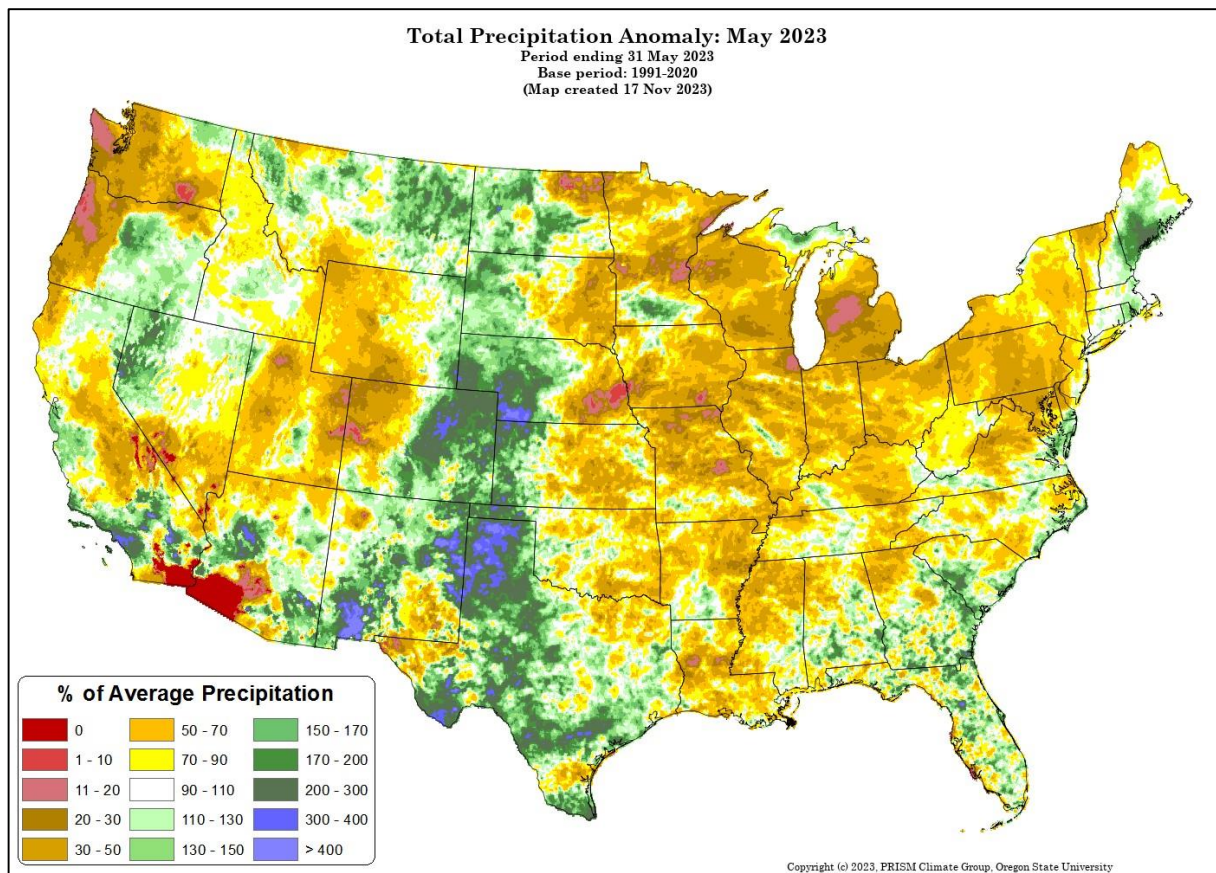 Total Precipitation Anomaly: May 2023
Period ending 31 May 2023
Base period: 1991-2020
(Map created 17 Nov 2023)
% of Average Precipitation
0
1 - 10
11 - 20
20 - 30
30 - 50
50 - 70
70 - 90
90 - 110
110 - 130
130 - 150
150 - 170
170 - 200
200 - 300
300 - 400
> 400
Copyright (c) 2023, PRISM Climate Group, Oregon State University